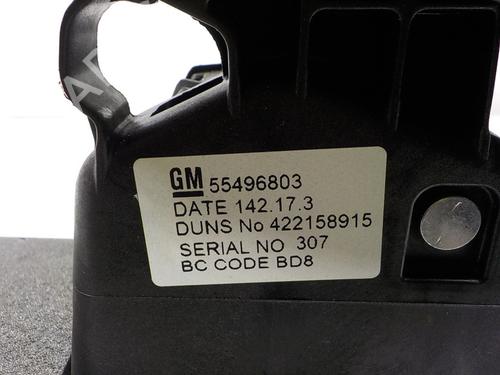 GM 55496803
DATE 142.17.3
DUNS No 422158915
SERIAL NO 307
BC CODE BD8